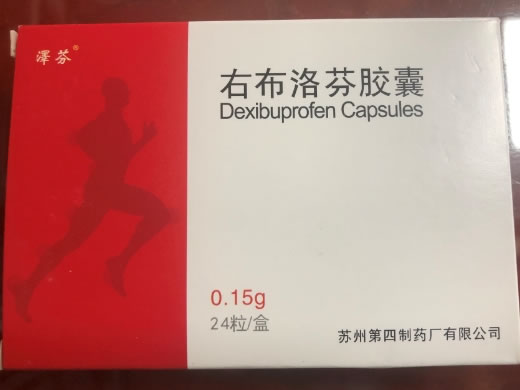 澤芬®
右布洛芬胶囊
Dexibuprofen Capsules
0.15g
24粒/盒
苏州第四制药厂有限公司